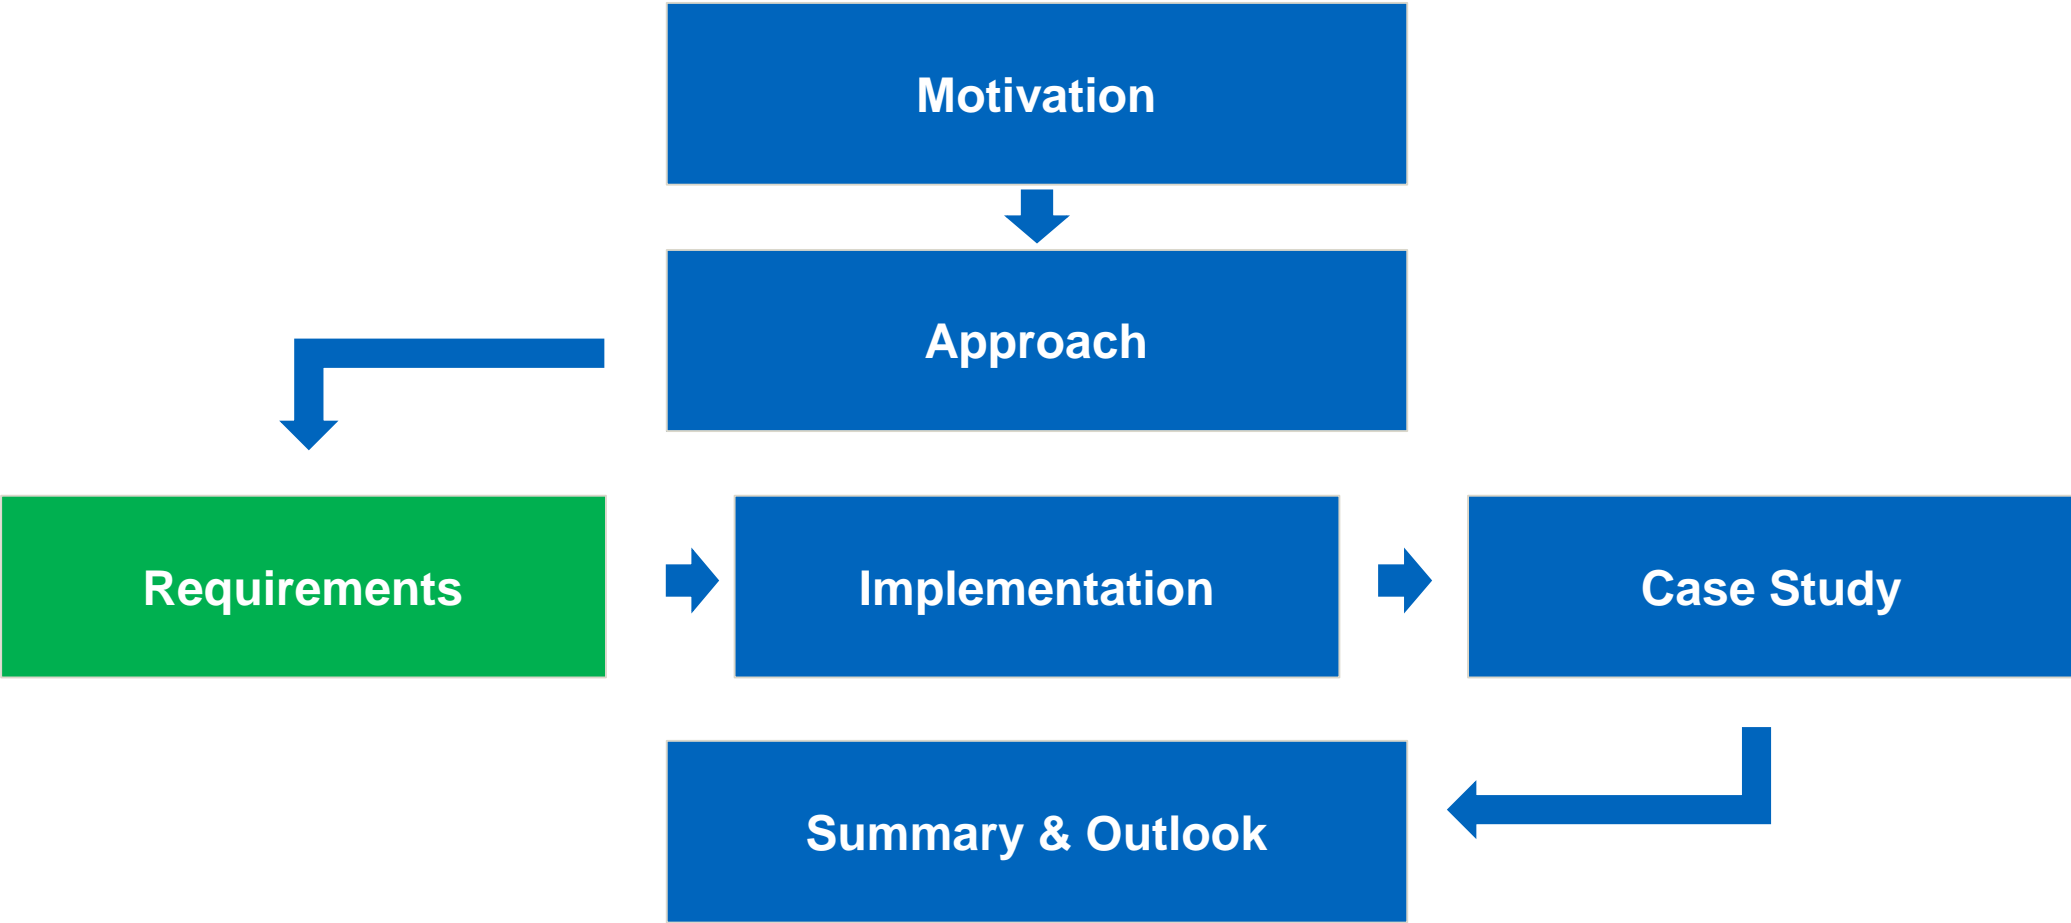 Motivation
Approach
Requirements
Implementation
Case Study
Summary & Outlook